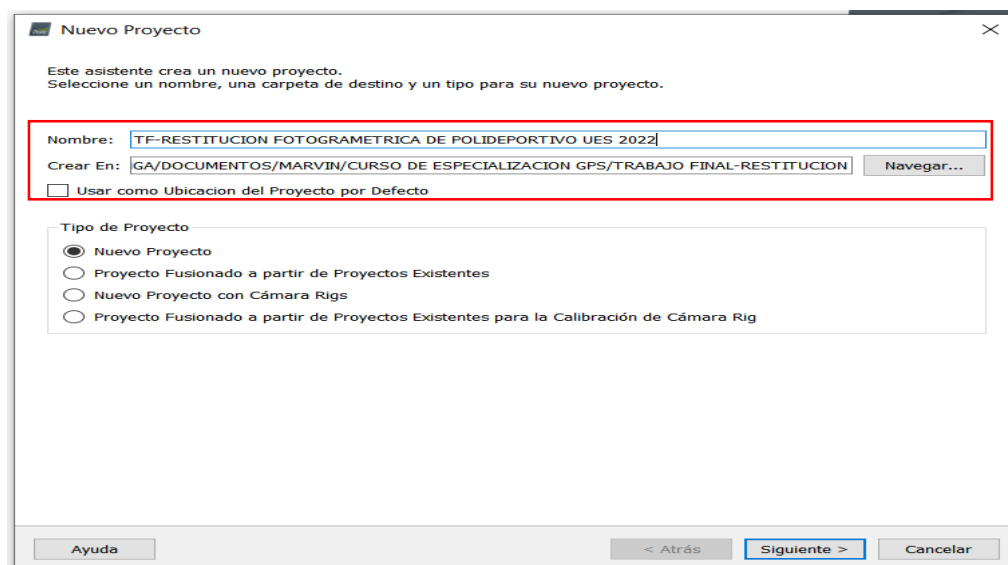 Nuevo Proyecto
Este asistente crea un nuevo proyecto.
Seleccione un nombre, una carpeta de destino y un tipo para su nuevo proyecto.
Nombre: TF-RESTITUCION FOTOGRAMETRICA DE POLIDEPORTIVO UES 2022
Crear En: GA/DOCUMENTOS/MARVIN/CURSO DE ESPECIALIZACION GPS/TRABAJO FINAL-RESTITUCION Navegar...
Usar como Ubicacion del Proyecto por Defecto
Tipo de Proyecto
Nuevo Proyecto
Proyecto Fusionado a partir de Proyectos Existentes
Nuevo Proyecto con Cámara Rigs
Proyecto Fusionado a partir de Proyectos Existentes para la Calibración de Cámara Rig
Ayuda < Atrás Siguiente > Cancelar